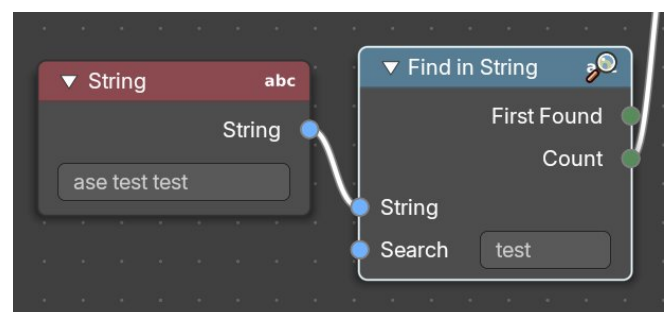 String
abc
String
ase test test
Find in String
First Found
Count
String
Search
test